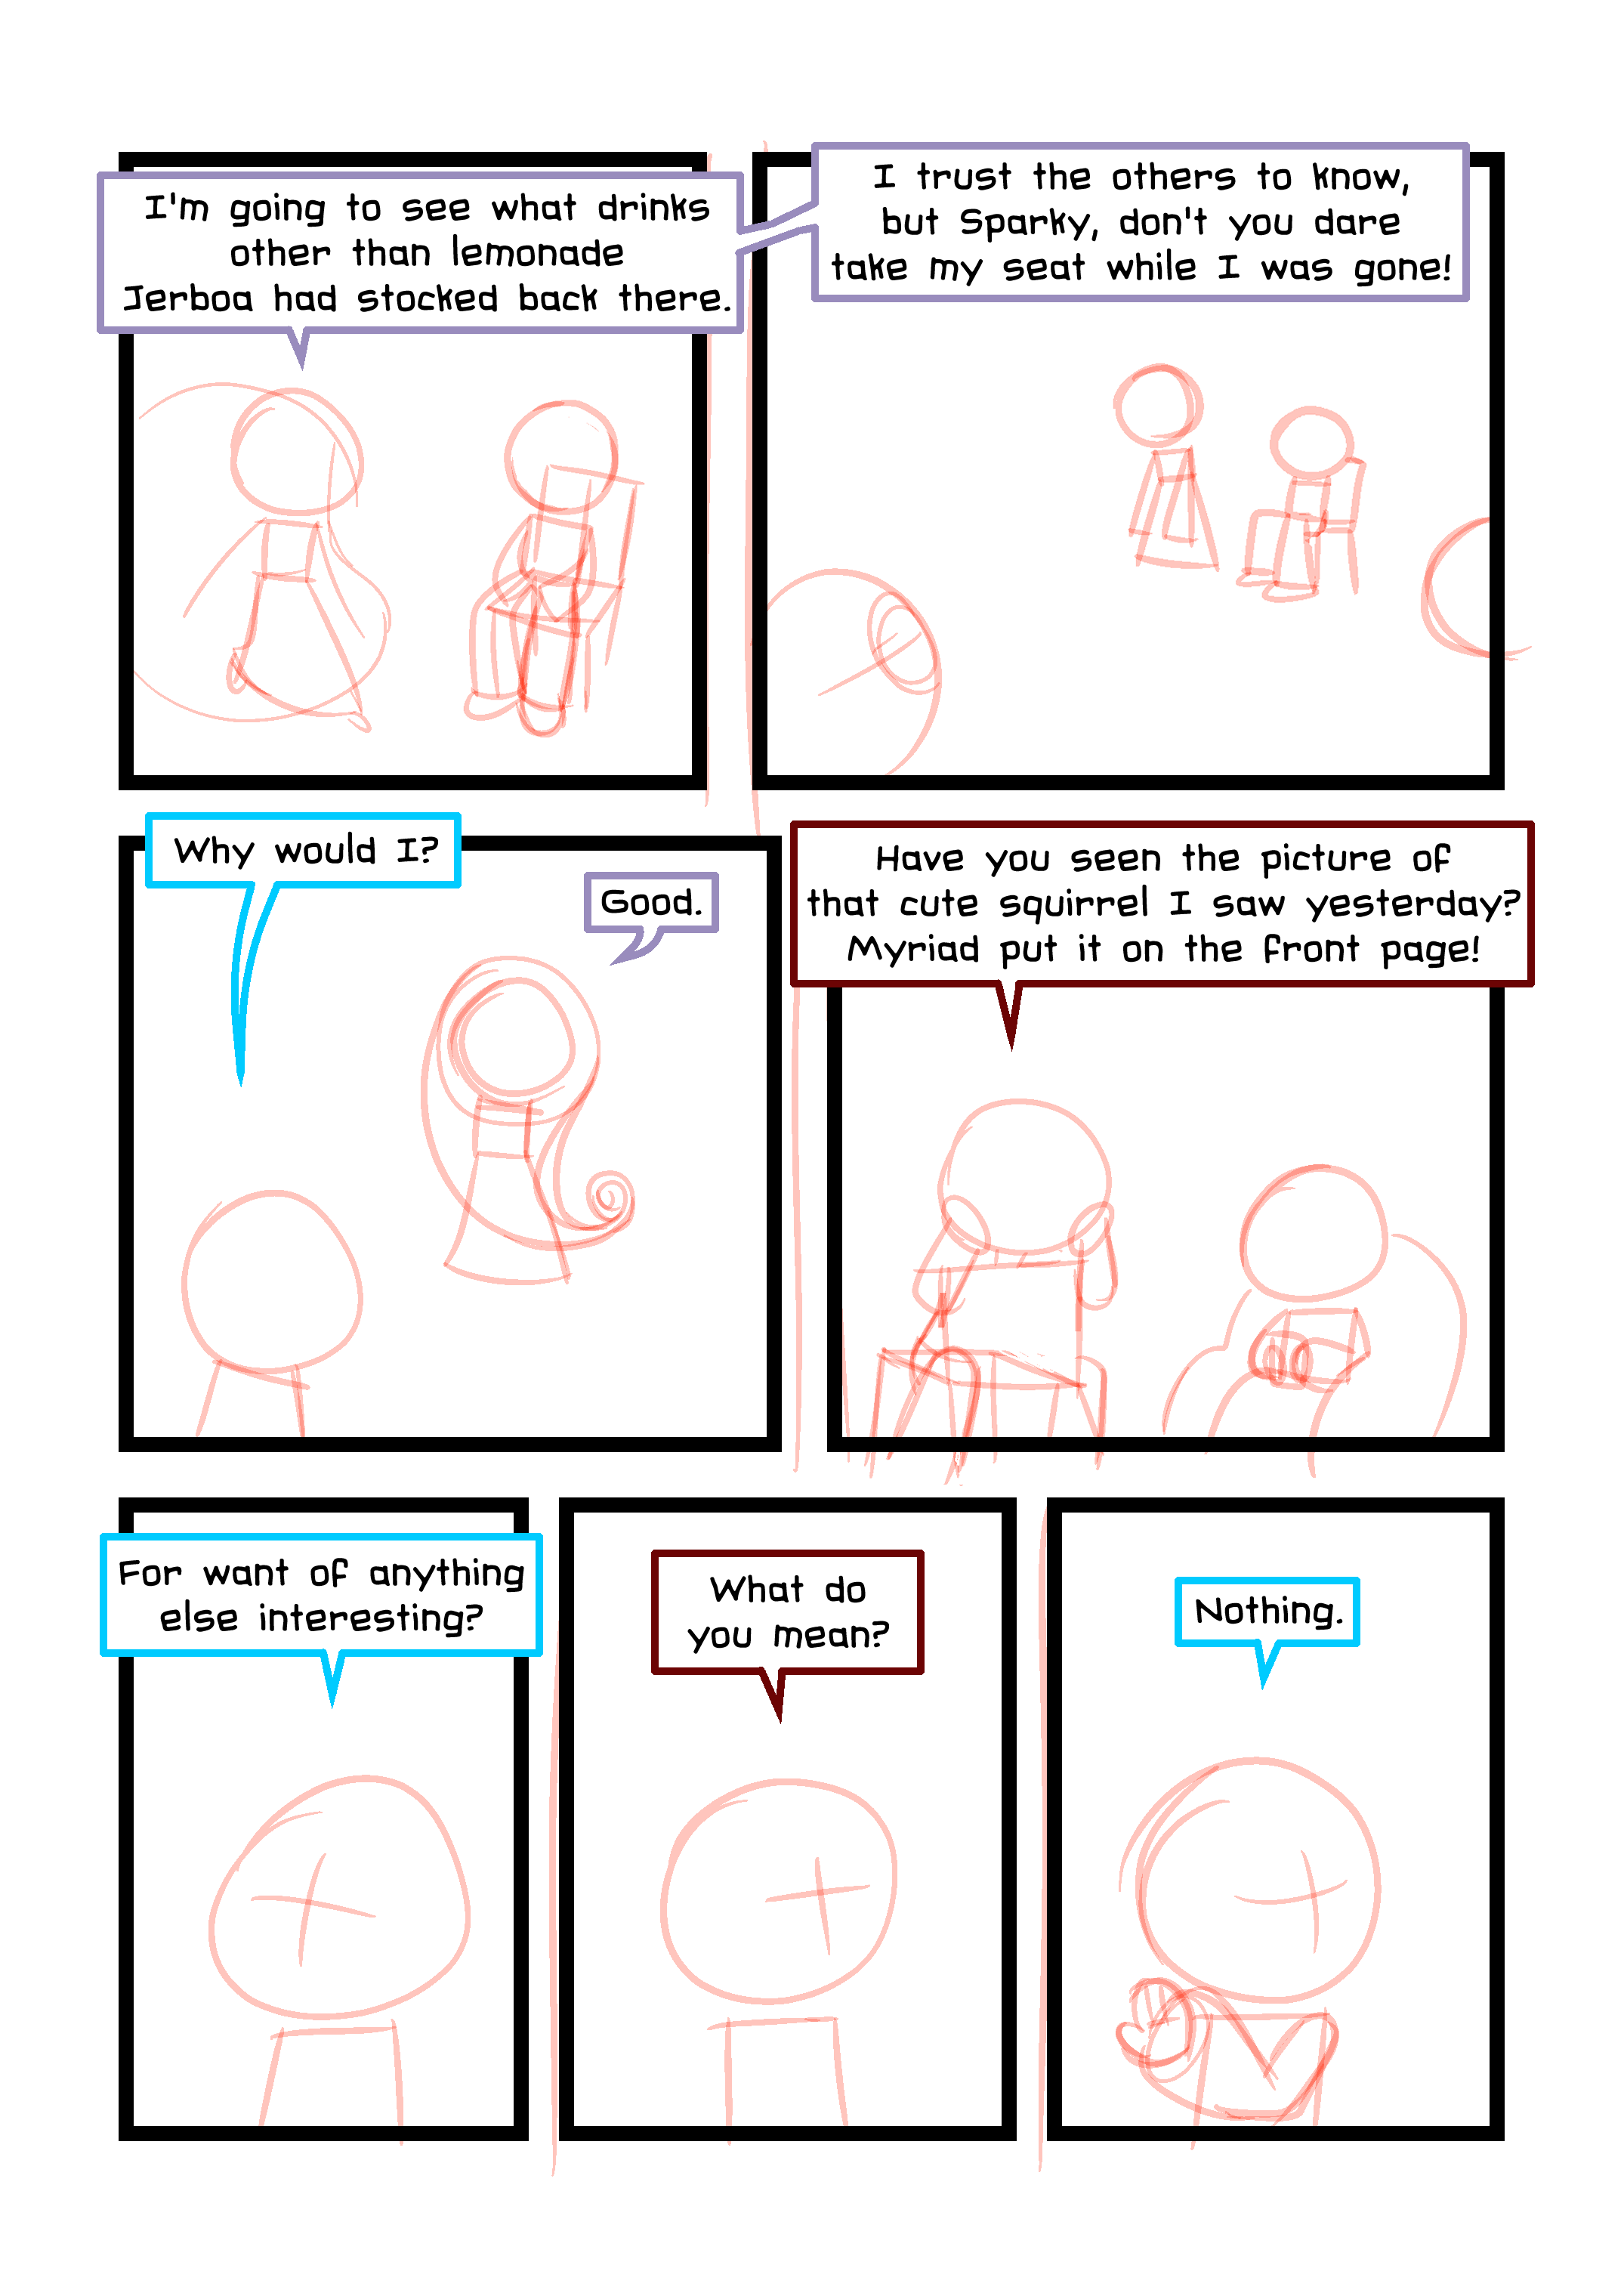 I'm going to see what drinks
other than lemonade
Jerboa had stocked back there.
I trust the others to know,
but Sparky, don't you dare
take my seat while I was gone!
Why would I?
Good.
Have you seen the picture of
that cute squirrel I saw yesterday?
Myriad put it on the front page!
For want of anything
else interesting?
What do
you mean?
Nothing.